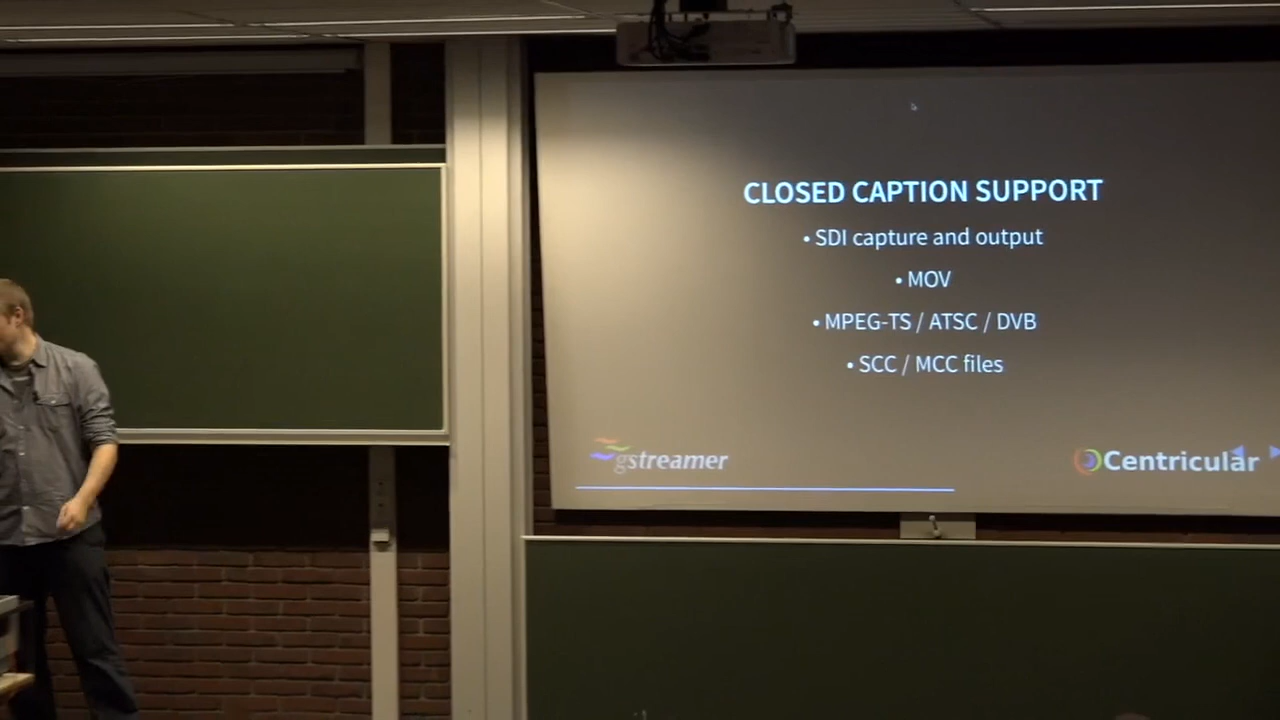 CLOSED CAPTION SUPPORT
• SDI capture and output
• MOV
• MPEG-TS / ATSC / DVB
• SCC / MCC files
gstreamer
Centricular